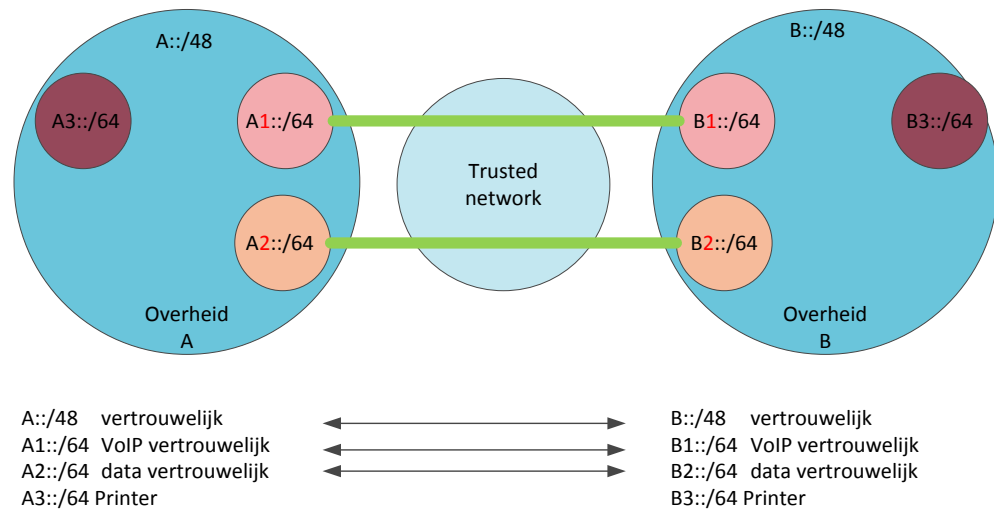 A::/48
B::/48
A3::/64
A1::/64
B1::/64
B3::/64
Trusted
network
A2::/64
B2::/64
Overheid
A
Overheid
B
A::/48 vertrouwelijk
A1::/64 VoIP vertrouwelijk
A2::/64 data vertrouwelijk
A3::/64 Printer
B::/48 vertrouwelijk
B1::/64 VoIP vertrouwelijk
B2::/64 data vertrouwelijk
B3::/64 Printer